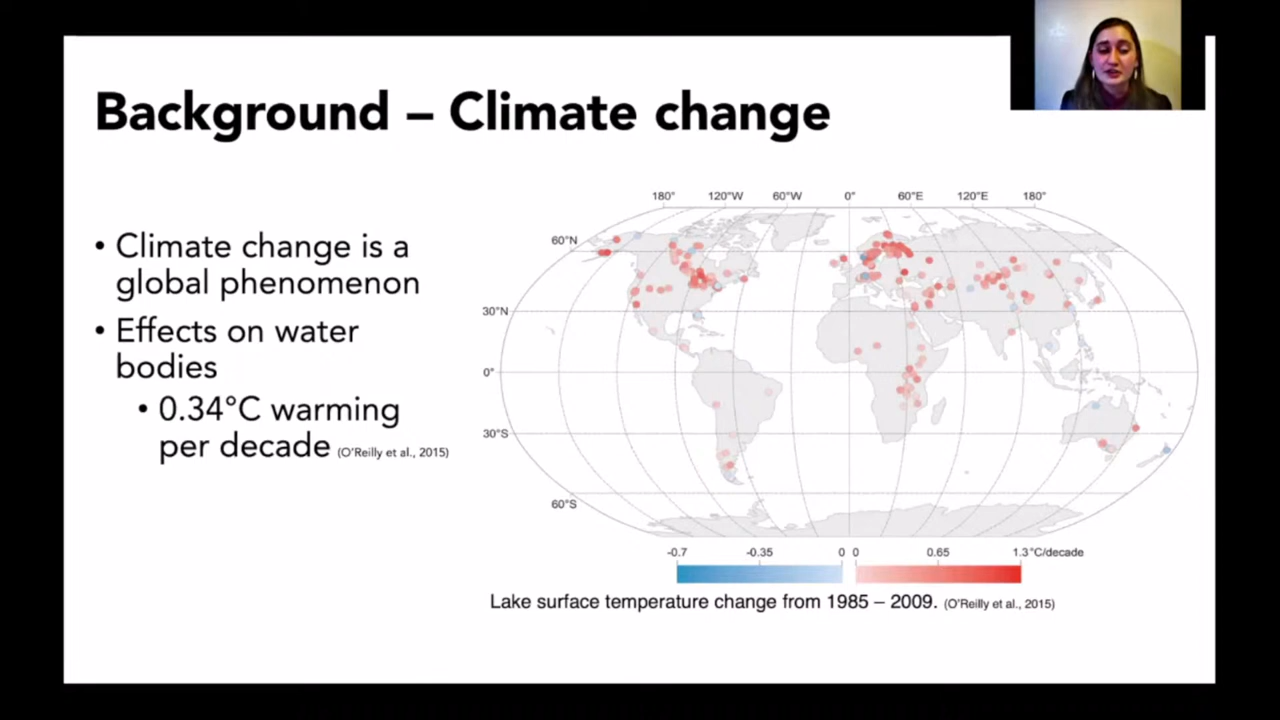 Background – Climate change
• Climate change is a
global phenomenon
• Effects on water
bodies
• 0.34°C warming
per decade (O'Reilly et al., 2015)
180° 120°W 60°W 0° 60°E 120°E 180°
60°N
30°N
0°
30°S
60°S
-0.7 -0.35 0 0 0.65 1.3°C/decade
Lake surface temperature change from 1985 – 2009. (O'Reilly et al., 2015)